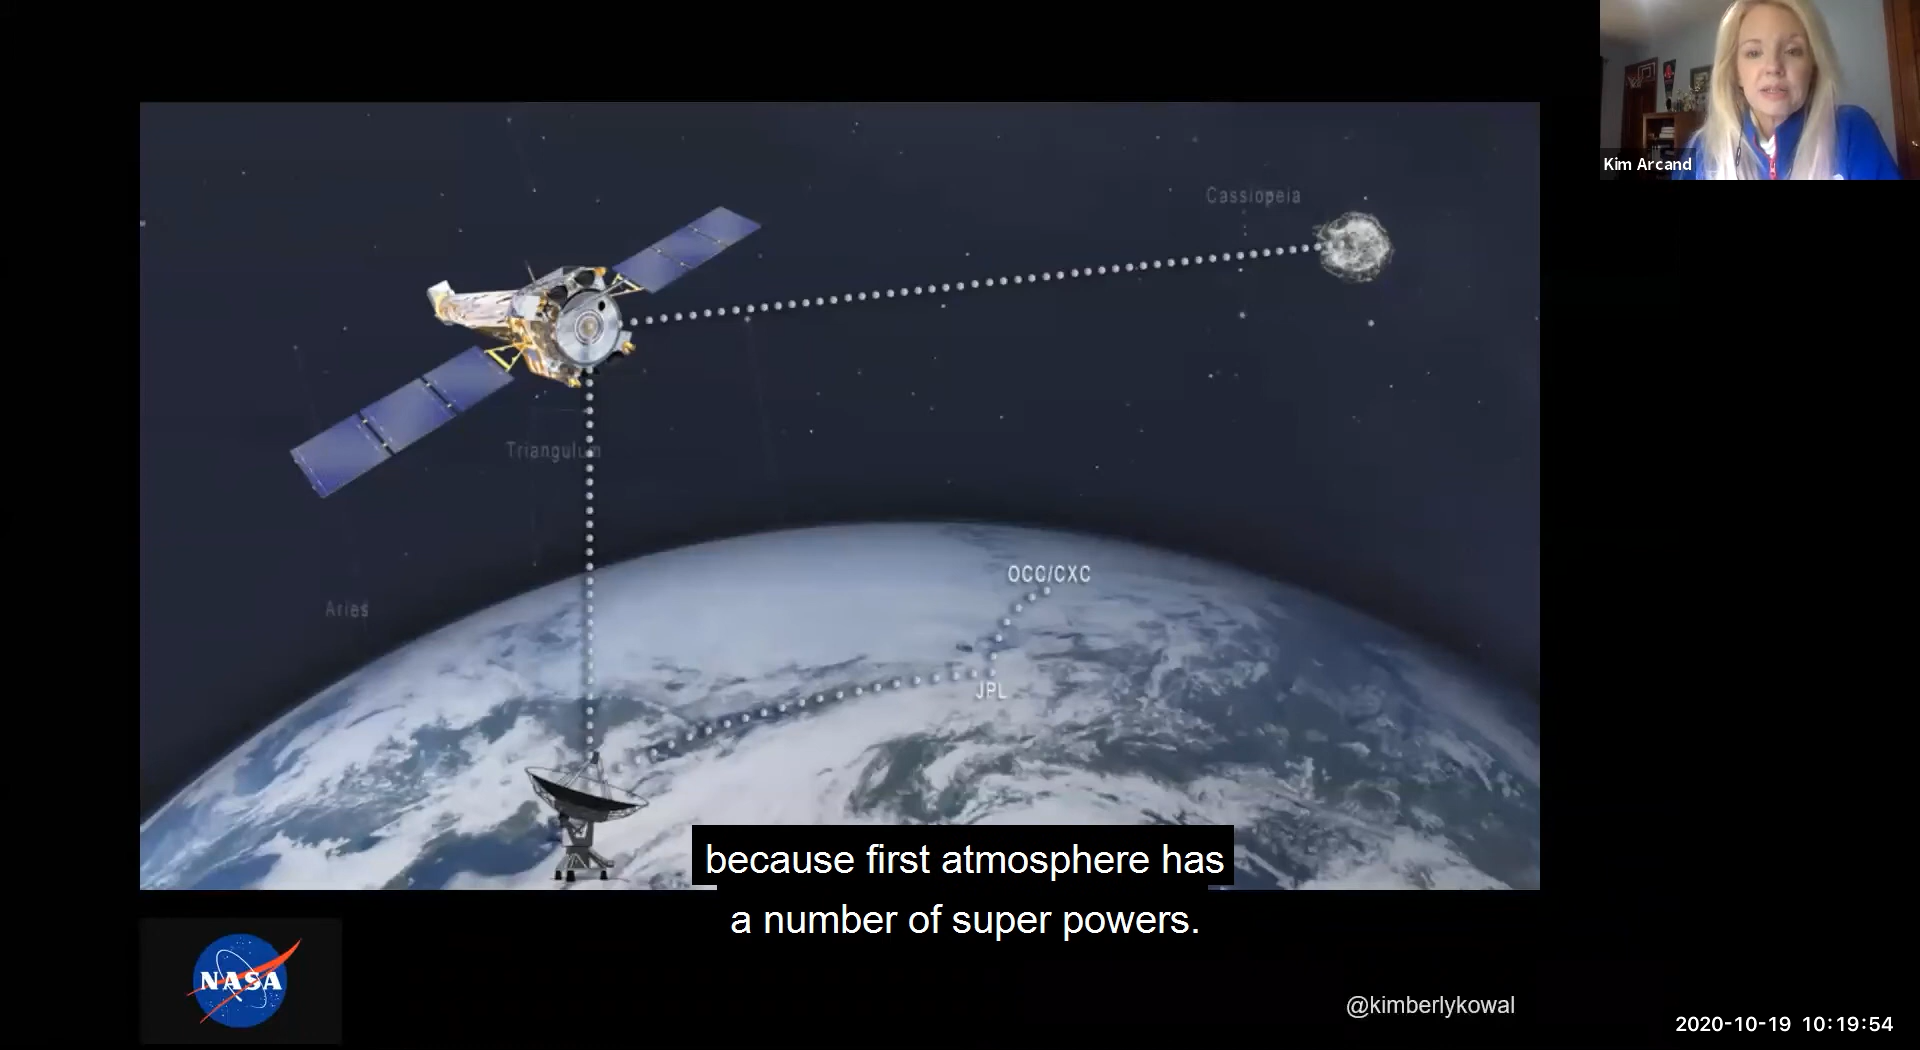 Kim Arcand
Cassiopeia
Triangulum
OCC/CXC
Aries
JPL
because first atmosphere has
a number of super powers.
NASA
@kimberlykowal
2020-10-19 10:19:54